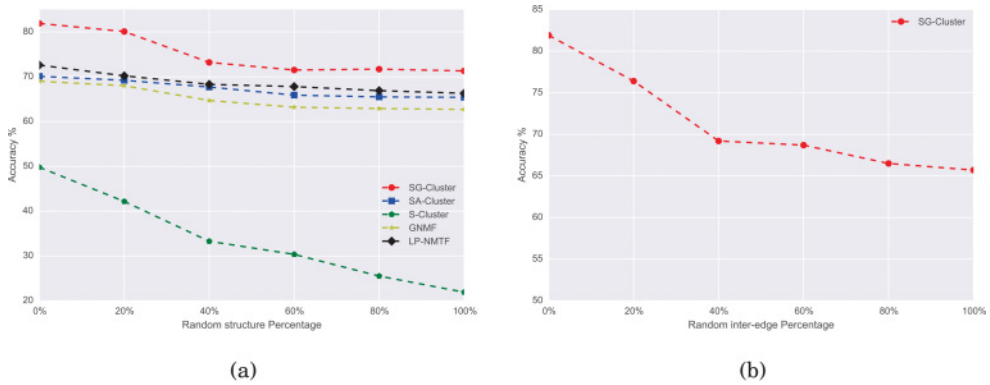 80
70
60
50
40
30
20
Accuracy %
0%
20%
40%
60%
80%
100%
Random structure Percentage
SG-Cluster
SA-Cluster
S-Cluster
GNMF
LP-NMTF
(a)
85
80
75
70
65
60
55
50
Accuracy %
0%
20%
40%
60%
80%
100%
Random inter-edge Percentage
SG-Cluster
(b)